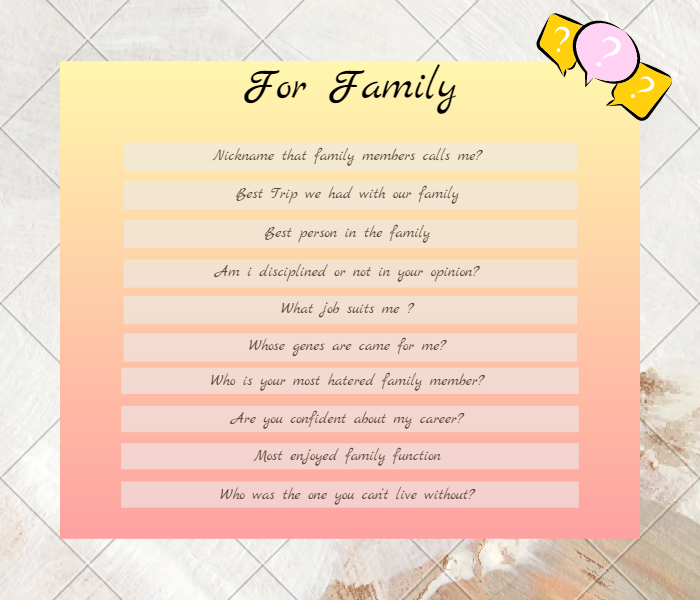 For Family
Nickname that family members calls me?
Best Trip we had with our family
Best person in the family
Am i disciplined or not in your opinion?
What job suits me ?
Whose genes are came for me?
Who is your most hatered family member?
Are you confident about my career?
Most enjoyed family function
Who was the one you can't live without?